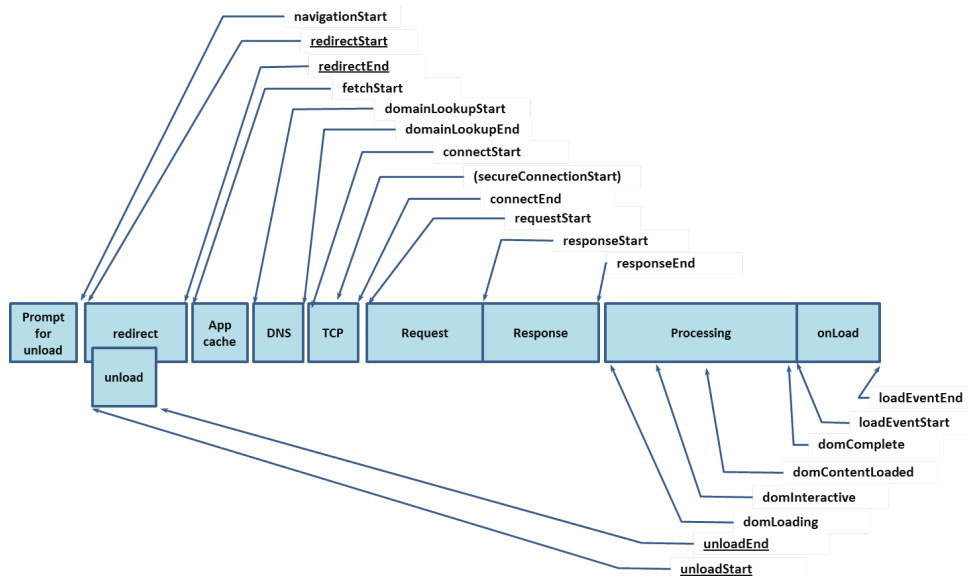 navigationStart
redirectStart
redirectEnd
fetchStart
domainLookupStart
domainLookupEnd
connectStart
(secureConnectionStart)
connectEnd
requestStart
responseStart
responseEnd
Prompt
for
unload
redirect
unload
App
cache
DNS
TCP
Request
Response
Processing
onLoad
loadEventEnd
loadEventStart
domComplete
domContentLoaded
domInteractive
domLoading
unloadEnd
unloadStart